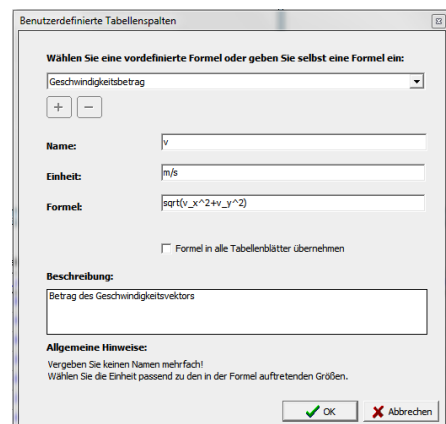 Benutzerdefinierte Tabellenspalten
Wählen Sie eine vordefinierte Formel oder geben Sie selbst eine Formel ein:
Geschwindigkeitsbetrag
+ −
Name: v
Einheit: m/s
Formel: sqrt(v_x^2+v_y^2)
Formel in alle Tabellenblätter übernehmen
Beschreibung:
Betrag des Geschwindigkeitsvektors
Allgemeine Hinweise:
Vergeben Sie keinen Namen mehrfach!
Wählen Sie die Einheit passend zu den in der Formel auftretenden Größen.
OK Abbrechen